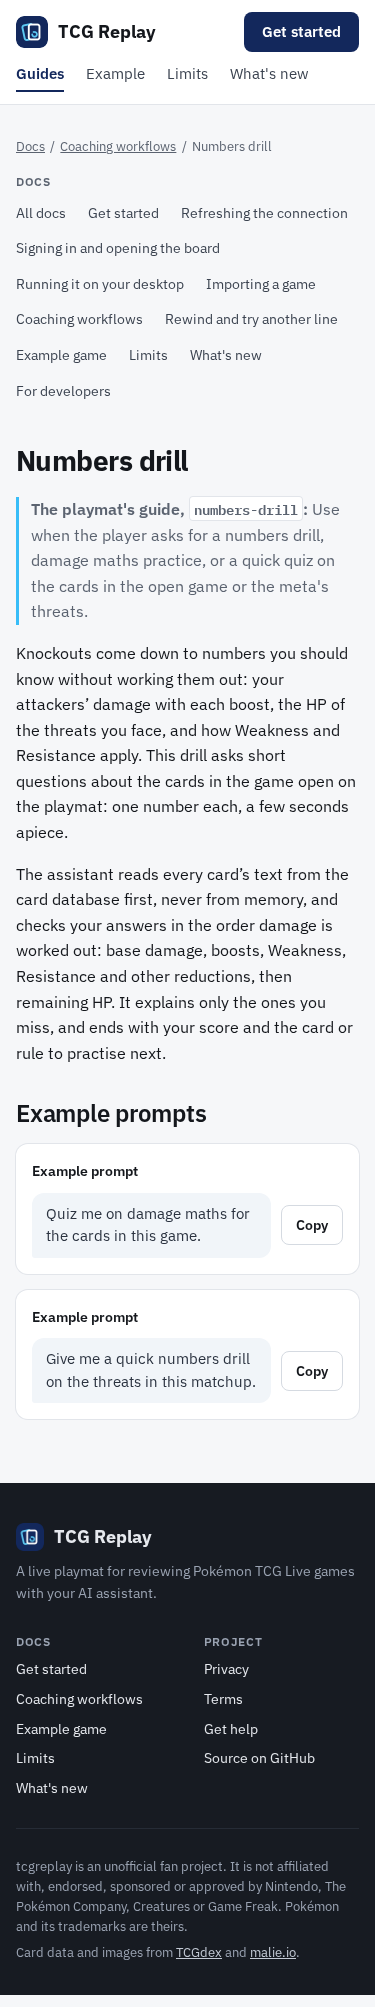 TCG Replay
Get started
Guides Example Limits What's new
Docs / Coaching workflows / Numbers drill
DOCS
All docs Get started Refreshing the connection
Signing in and opening the board
Running it on your desktop Importing a game
Coaching workflows Rewind and try another line
Example game Limits What's new
For developers
Numbers drill
The playmat's guide, numbers-drill: Use
when the player asks for a numbers drill,
damage maths practice, or a quick quiz on
the cards in the open game or the meta's
threats.
Knockouts come down to numbers you should
know without working them out: your
attackers’ damage with each boost, the HP of
the threats you face, and how Weakness and
Resistance apply. This drill asks short
questions about the cards in the game open on
the playmat: one number each, a few seconds
apiece.
The assistant reads every card’s text from the
card database first, never from memory, and
checks your answers in the order damage is
worked out: base damage, boosts, Weakness,
Resistance and other reductions, then
remaining HP. It explains only the ones you
miss, and ends with your score and the card or
rule to practise next.
Example prompts
Example prompt
Quiz me on damage maths for
the cards in this game.
Copy
Example prompt
Give me a quick numbers drill
on the threats in this matchup.
Copy
TCG Replay
A live playmat for reviewing Pokémon TCG Live games
with your AI assistant.
DOCS
Get started
Coaching workflows
Example game
Limits
What's new
PROJECT
Privacy
Terms
Get help
Source on GitHub
tcgreplay is an unofficial fan project. It is not affiliated
with, endorsed, sponsored or approved by Nintendo, The
Pokémon Company, Creatures or Game Freak. Pokémon
and its trademarks are theirs.
Card data and images from TCGdex and malie.io.